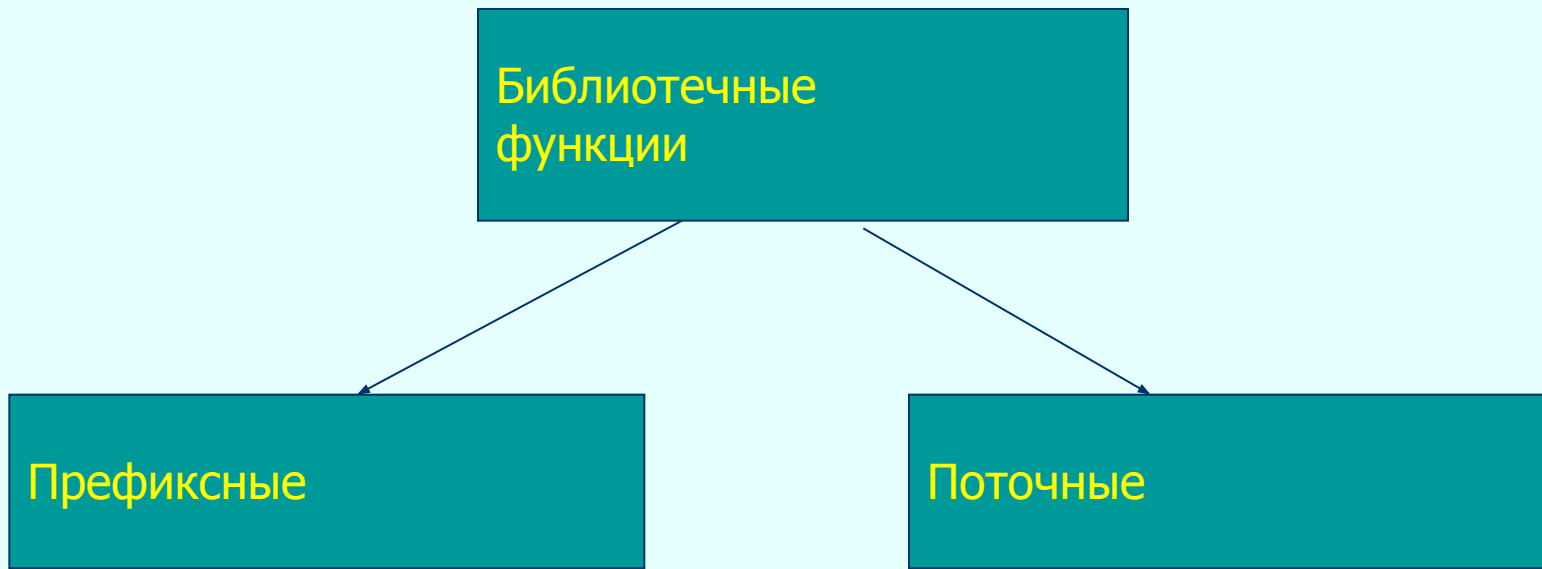 Библиотечные
функции
Префиксные
Поточные